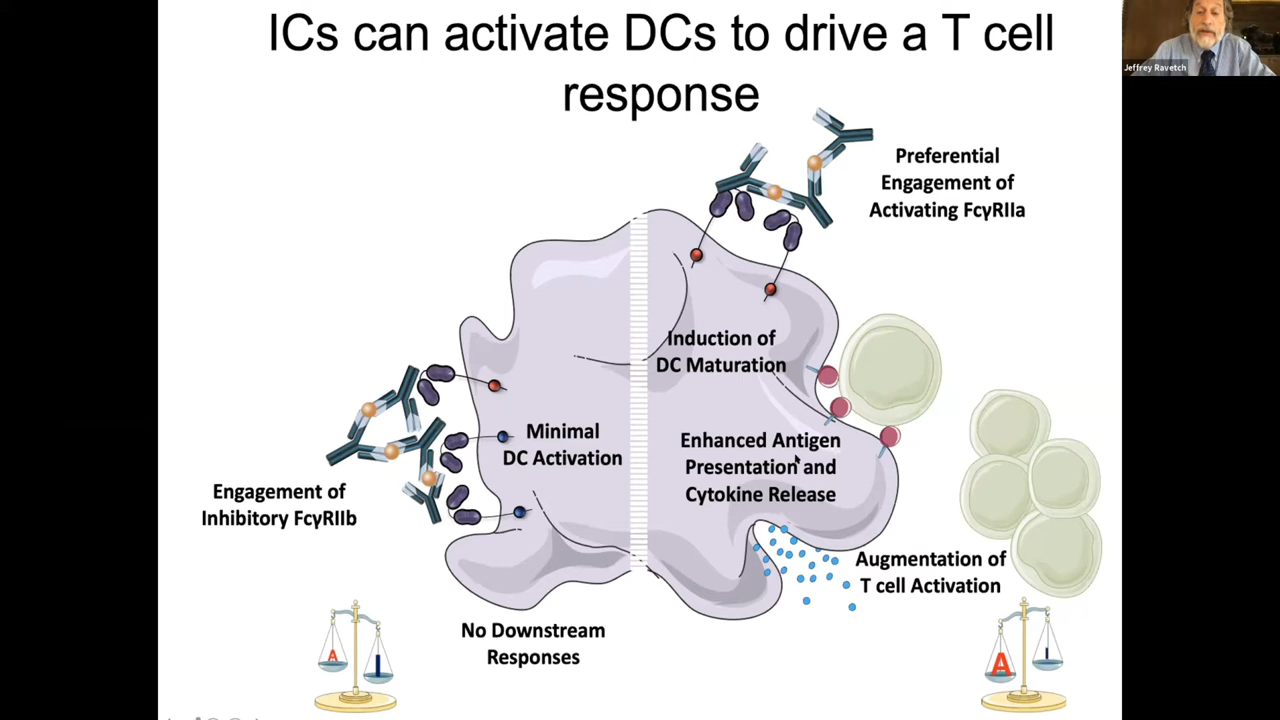 ICs can activate DCs to drive a T cell
response
Jeffrey Ravetch
Preferential
Engagement of
Activating FcγRIIa
Induction of
DC Maturation
Minimal
DC Activation
Enhanced Antigen
Presentation and
Cytokine Release
Engagement of
Inhibitory FcγRIIb
Augmentation of
T cell Activation
No Downstream
Responses
A I
A I